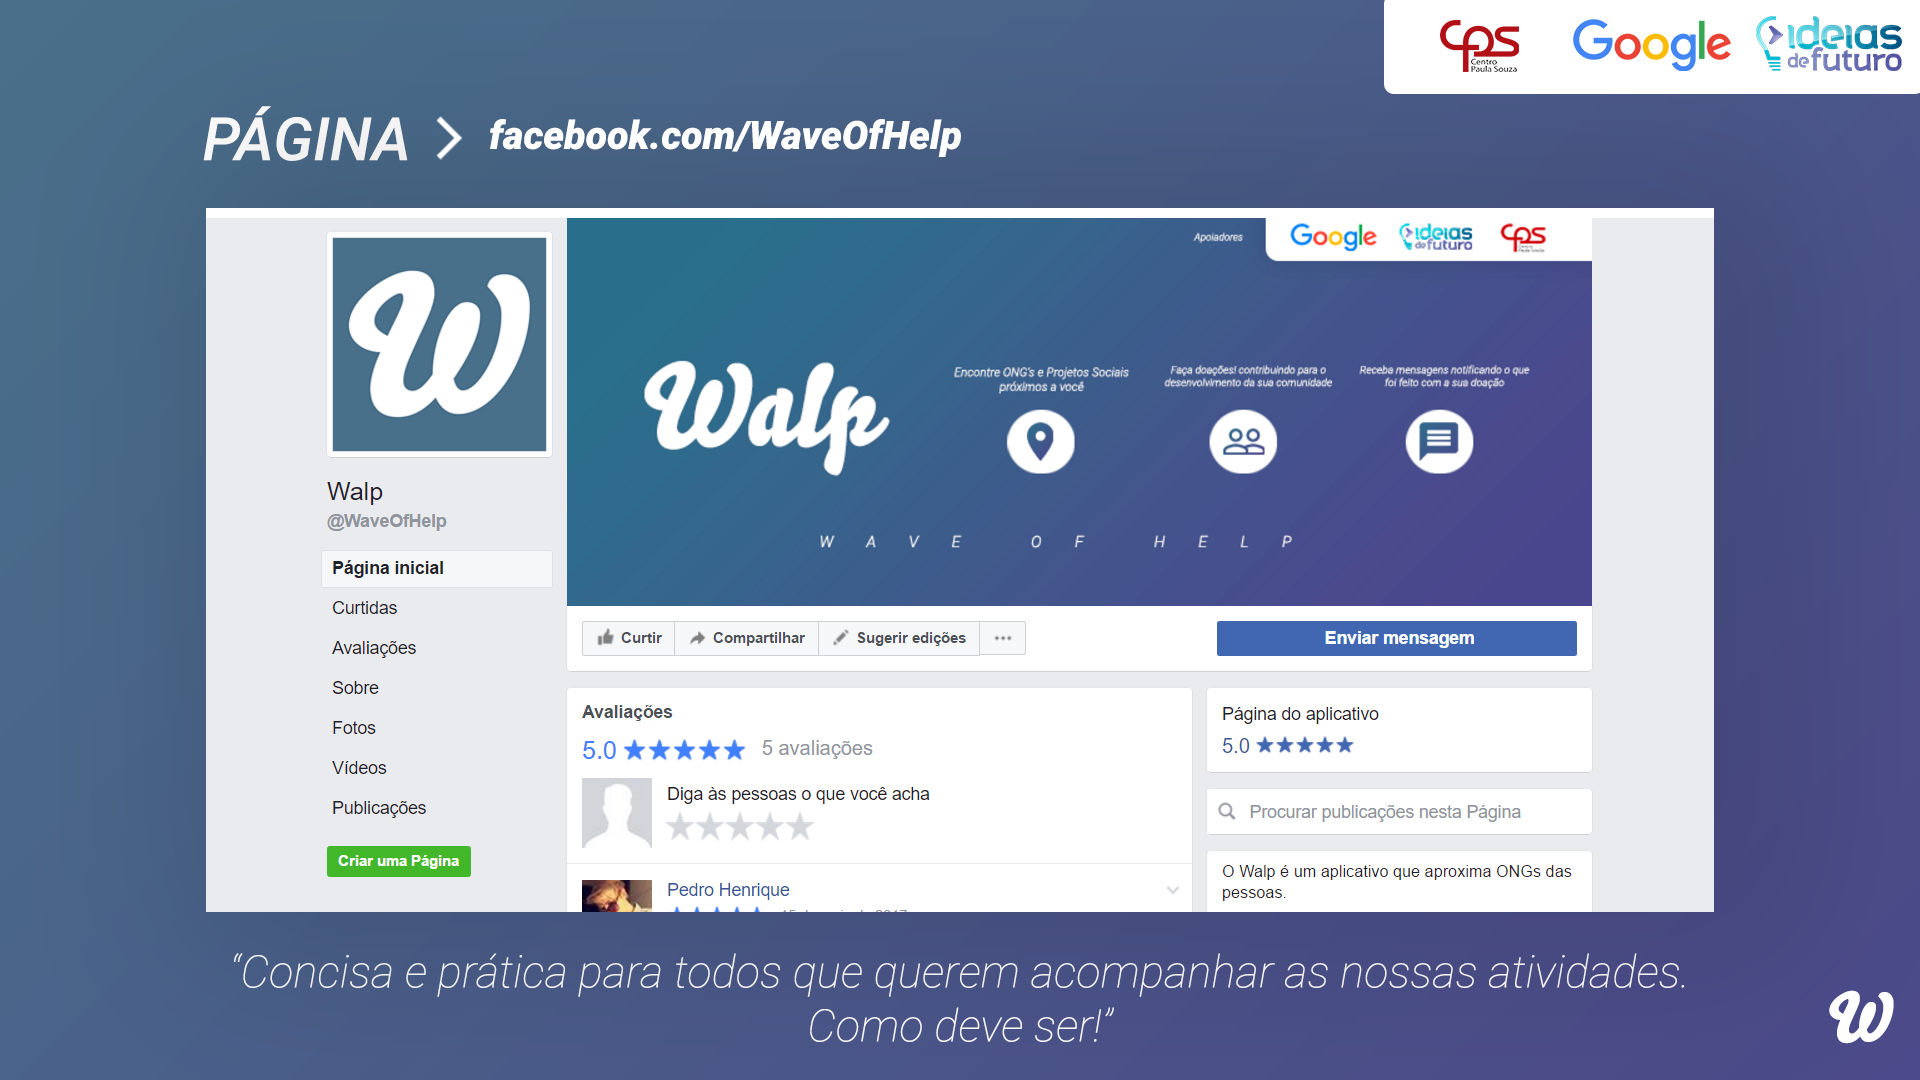 CPS
Centro
Paula Souza
Google
ideias
de futuro
PÁGINA
facebook.com/WaveOfHelp
W
Apoiadores
Google
ideias
de futuro
CPS
Walp
Encontre ONG's e Projetos Sociais
próximos a você
Faça doações! contribuindo para o
desenvolvimento da sua comunidade
Receba mensagens notificando o que
foi feito com a sua doação
WAVE OF HELP
Walp
@WaveOfHelp
Página inicial
Curtidas
Avaliações
Sobre
Fotos
Vídeos
Publicações
Criar uma Página
Curtir
Compartilhar
Sugerir edições
Enviar mensagem
Avaliações
5.0
5 avaliações
Diga às pessoas o que você acha
Pedro Henrique
Página do aplicativo
5.0
Procurar publicações nesta Página
O Walp é um aplicativo que aproxima ONGs das
pessoas.
“Concisa e prática para todos que querem acompanhar as nossas atividades.
Como deve ser!”
W